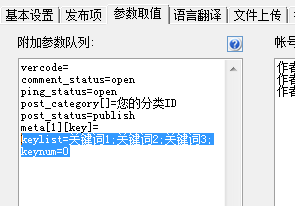 基本设置 发布项 参数取值 语言翻译 文件上传
附加参数队列: ? 帐号
vercode=
comment_status=open
ping_status=open
post_category[]=您的分类ID
post_status=publish
meta[1][key]=
keylist=关键词1;关键词2;关键词3;
keynum=0
作者
作者
作者